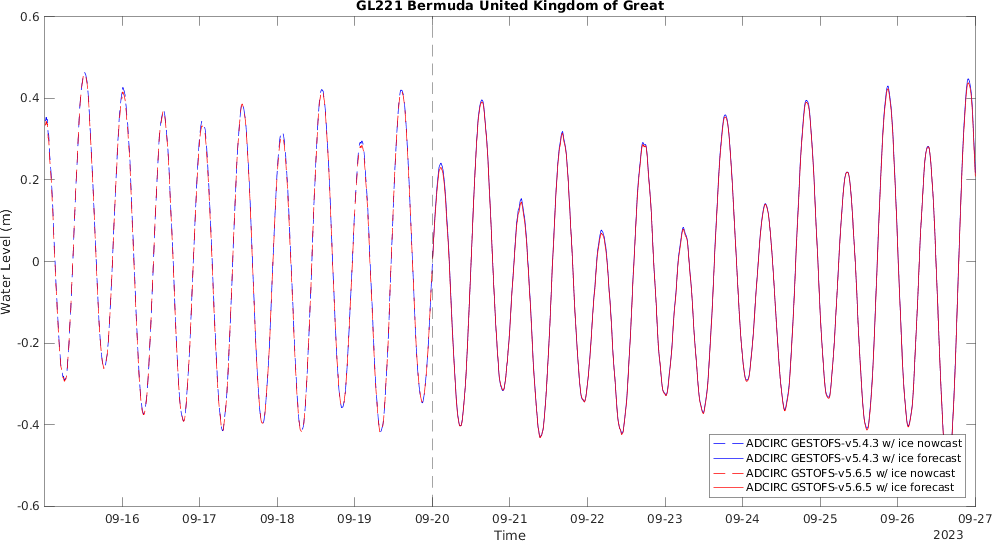 GL221 Bermuda United Kingdom of Great
0.6
0.4
0.2
0
-0.2
-0.4
-0.6
Water Level (m)
ADCIRC GESTOFS-v5.4.3 w/ ice nowcast
ADCIRC GESTOFS-v5.4.3 w/ ice forecast
ADCIRC GSTOFS-v5.6.5 w/ ice nowcast
ADCIRC GSTOFS-v5.6.5 w/ ice forecast
09-16 09-17 09-18 09-19 09-20 09-21 09-22 09-23 09-24 09-25 09-26 09-27
Time
2023